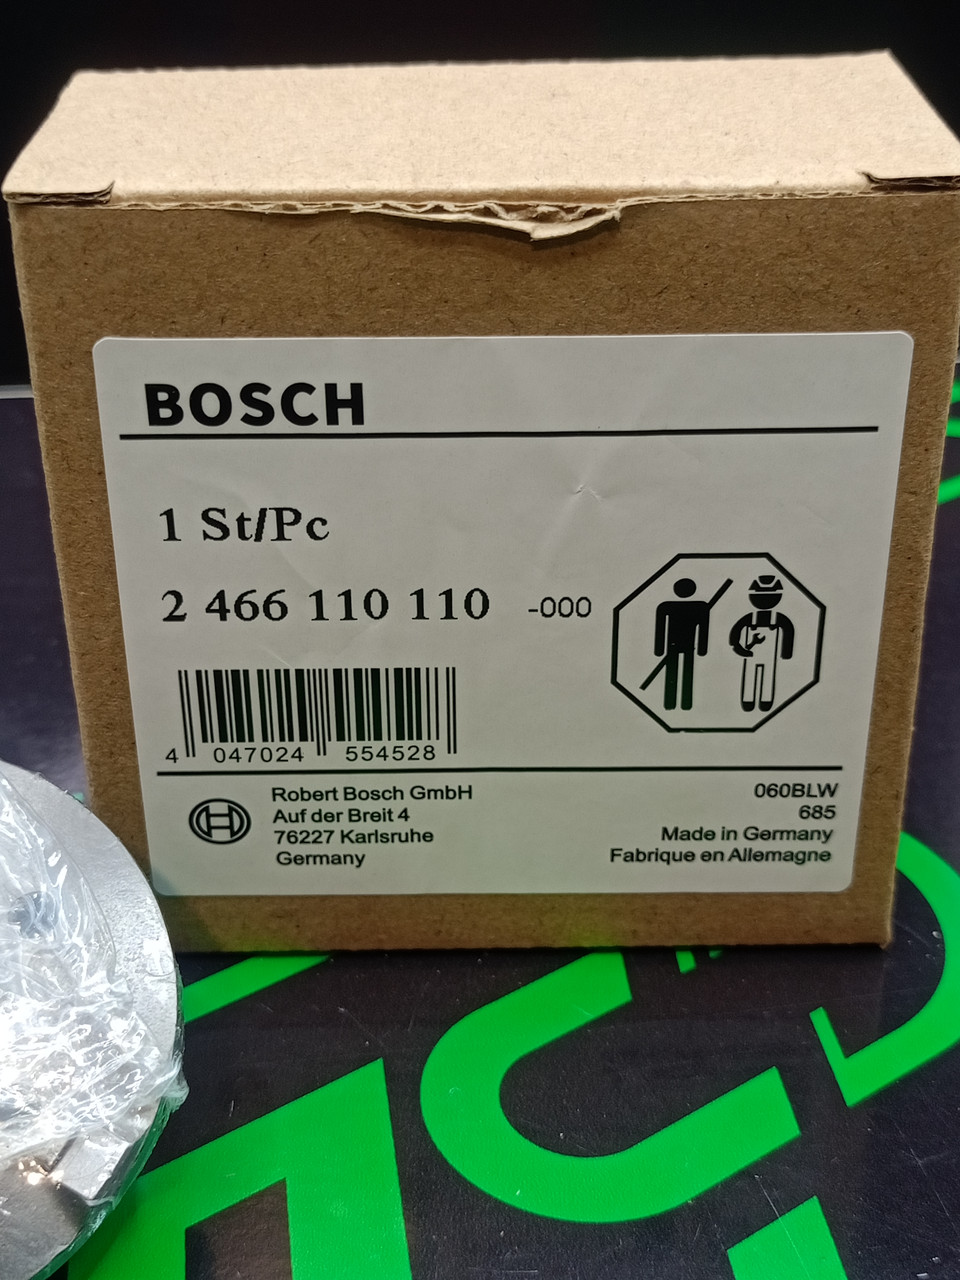 BOSCH
1 St/Pc
2 466 110 110 -000
4 047024 554528
Robert Bosch GmbH
Auf der Breit 4
76227 Karlsruhe
Germany
060BLW
685
Made in Germany
Fabrique en Allemagne